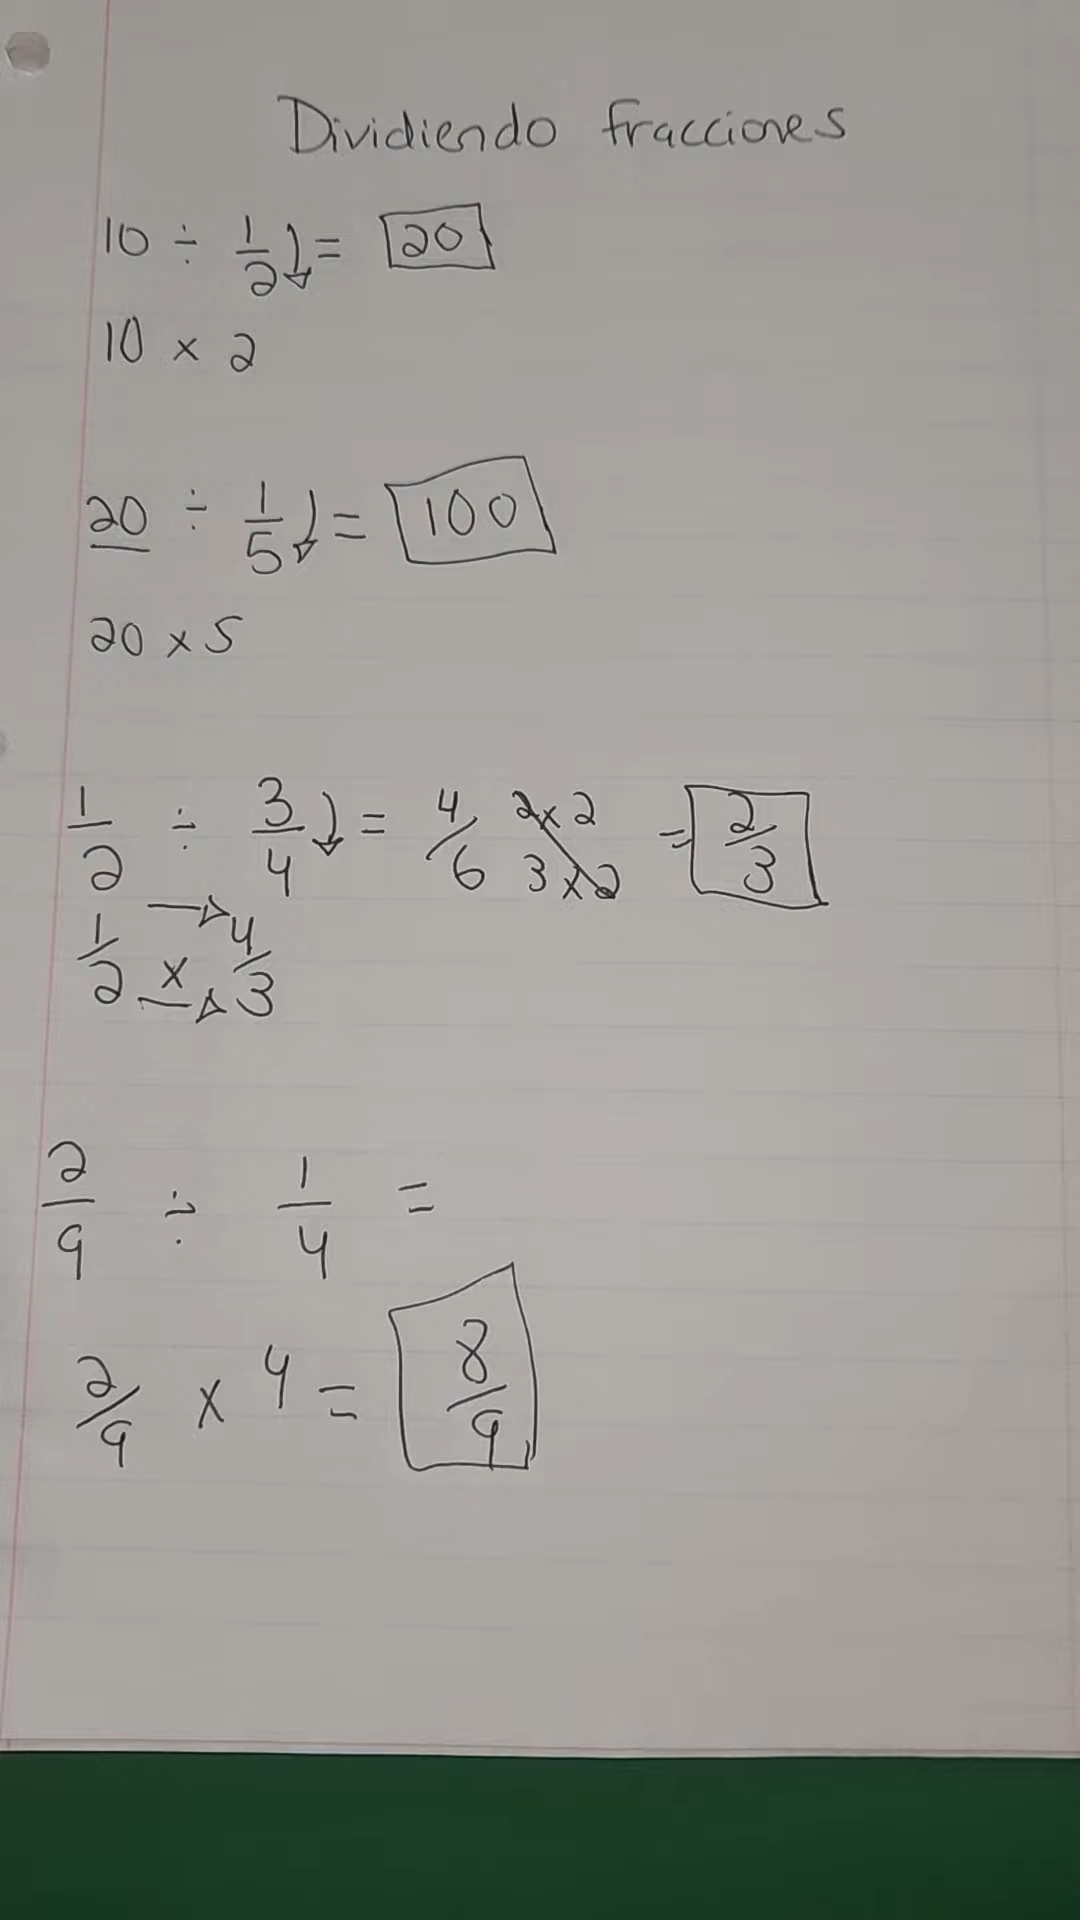 Dividiendo fracciones
10 ÷ 1/2 = 20
10 × 2
20 ÷ 1/5 = 100
20 × 5
1/2 ÷ 3/4 = 4/6 2×2/3×2 = 2/3
1/2 × 4/3
2/9 ÷ 1/4 =
2/9 × 4 = 8/9